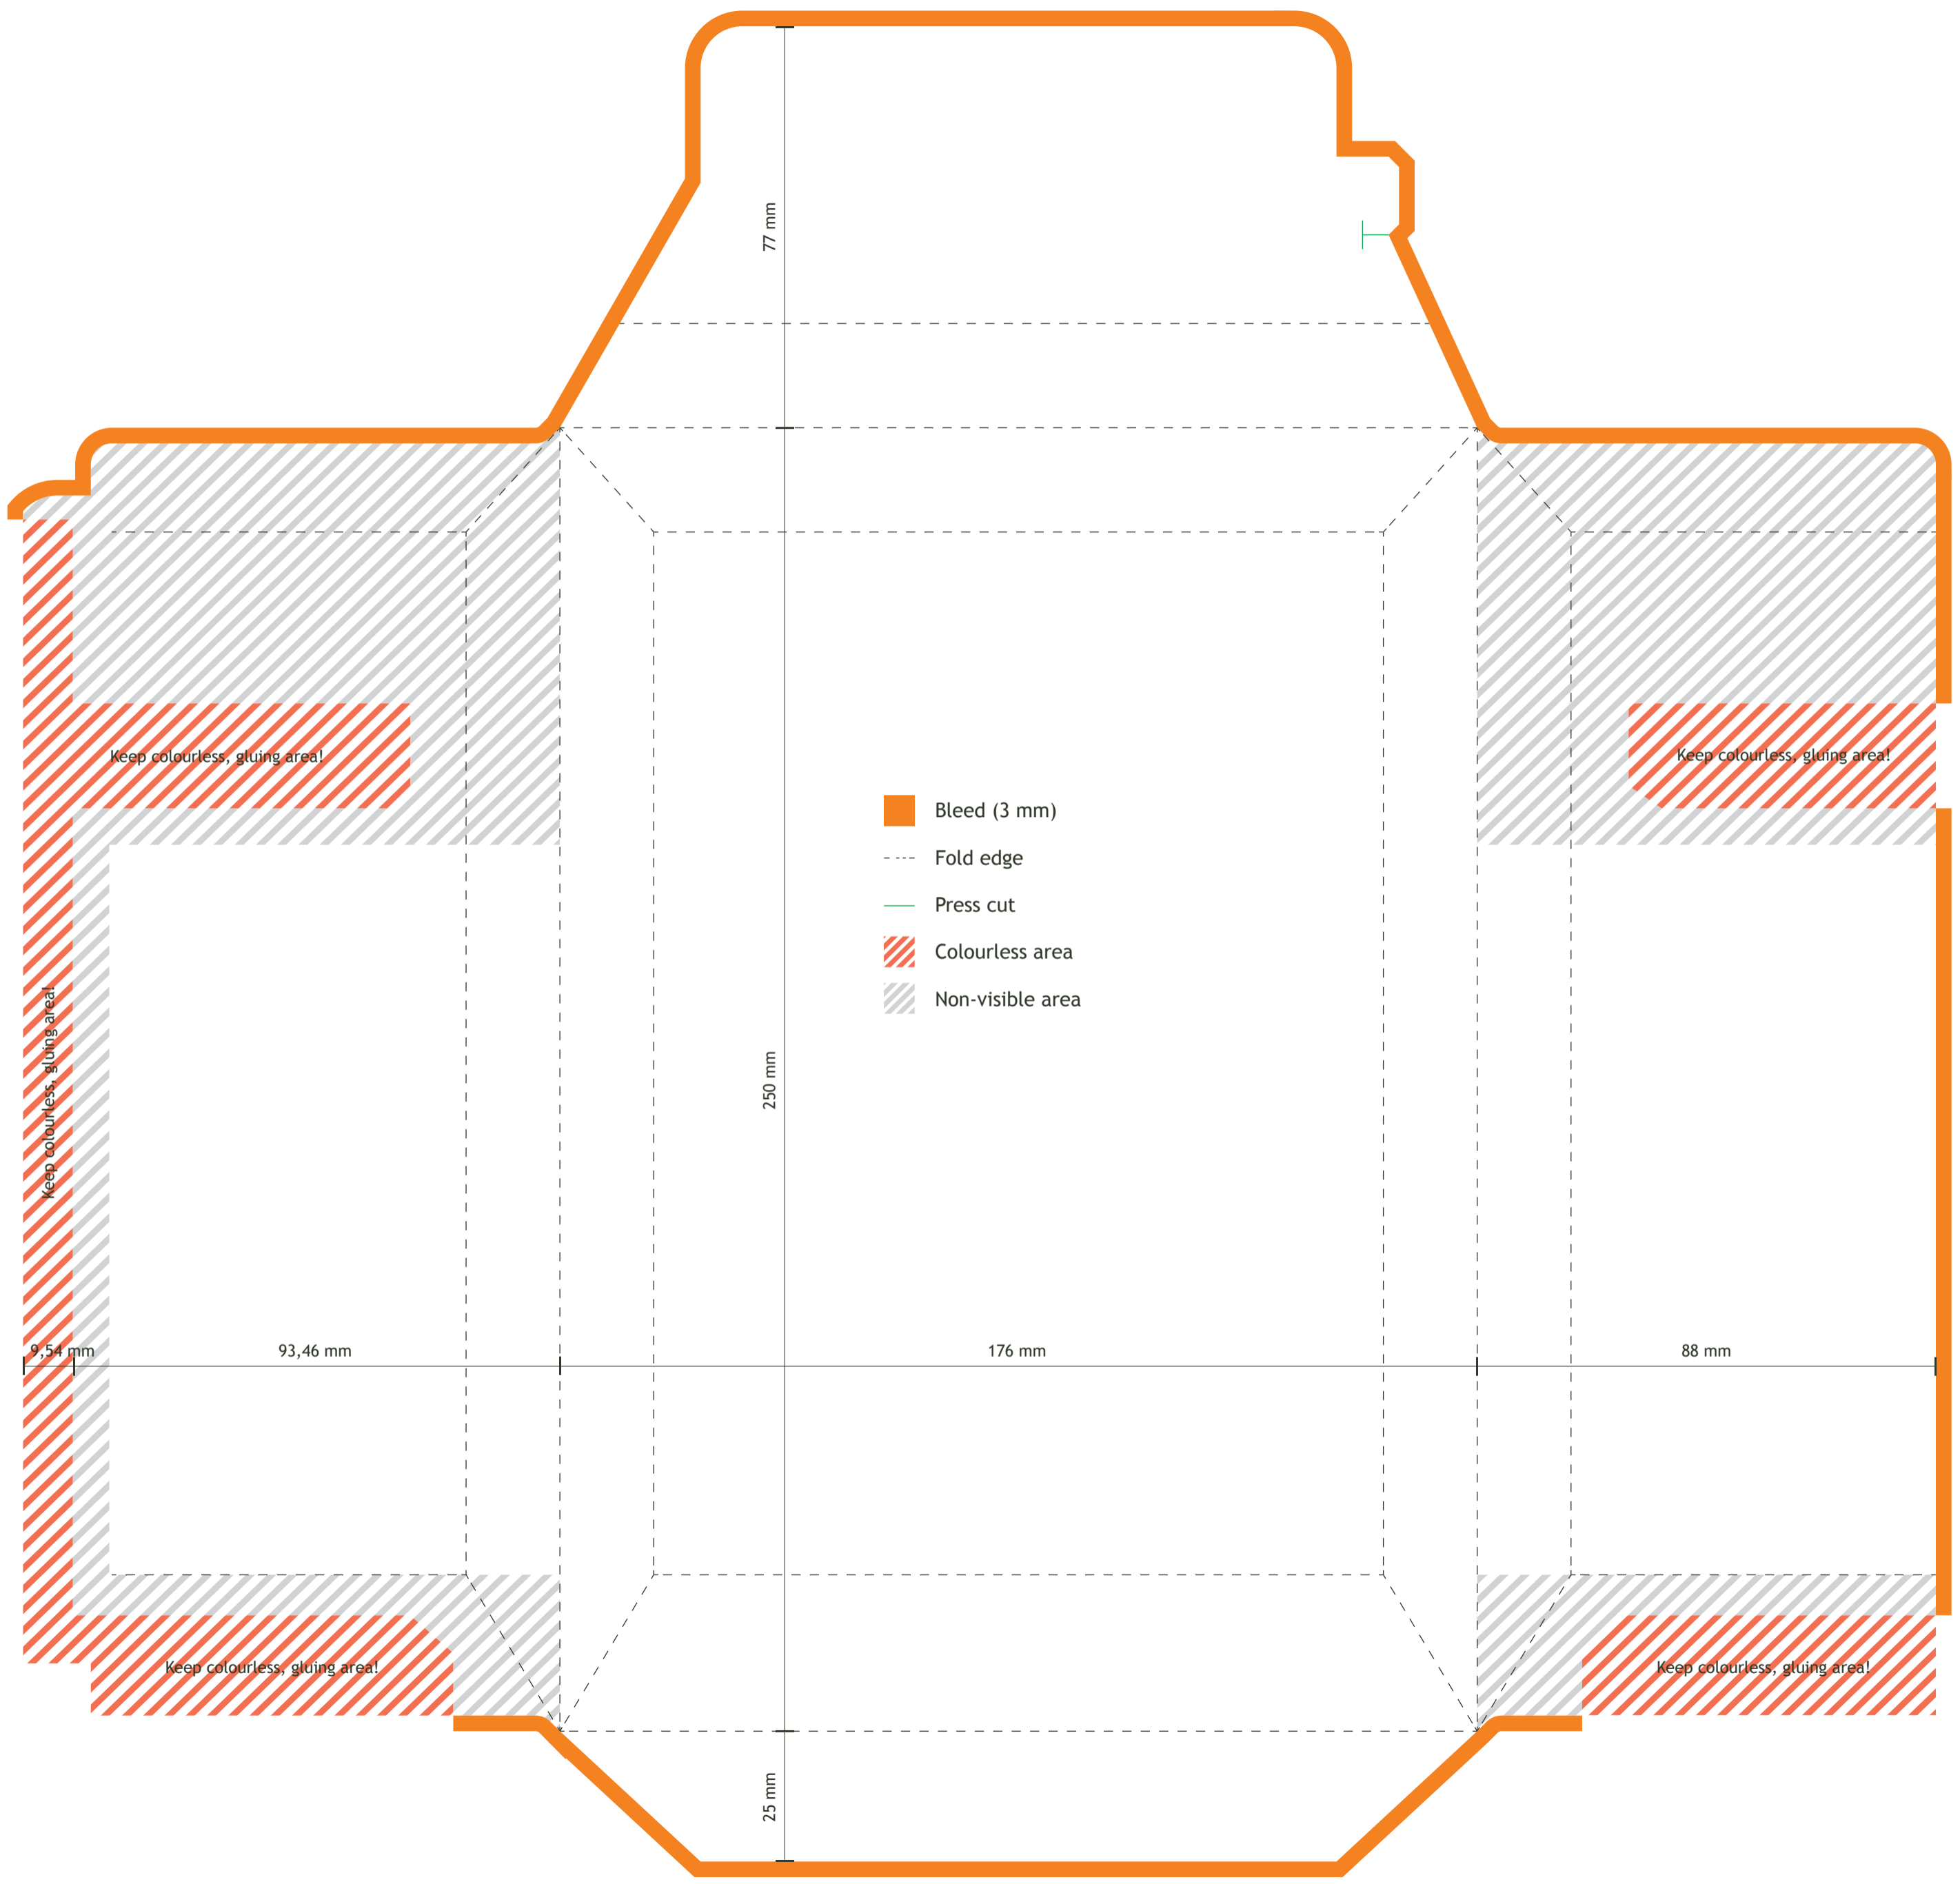 77 mm
Keep colourless, gluing area!
Keep colourless, gluing area!
Bleed (3 mm)
Fold edge
Press cut
Colourless area
Non-visible area
Keep colourless, gluing area!
250 mm
9,54 mm
93,46 mm
176 mm
88 mm
Keep colourless, gluing area!
Keep colourless, gluing area!
25 mm